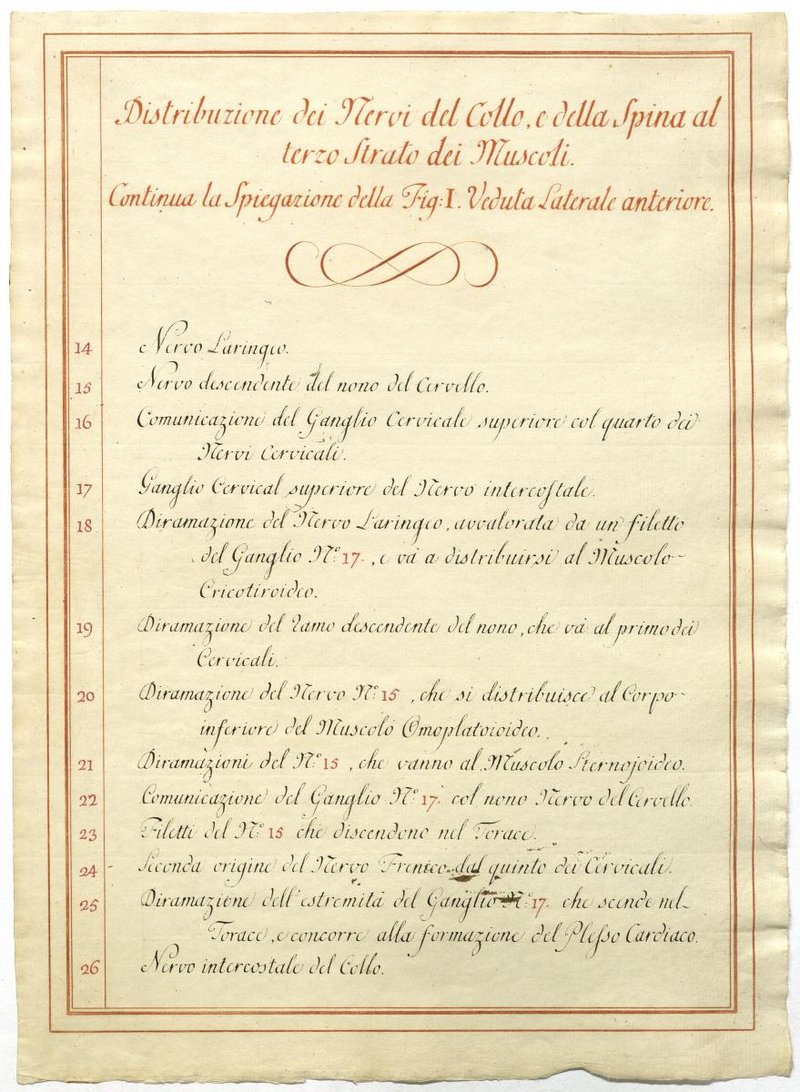 Distribuzione dei Nervi del Collo, e della Spina al
terzo Strato dei Muscoli.
Continua la Spiegazione della Fig: I. Veduta Laterale anteriore.
14 Nervo Laringeo.
15 Nervo descendente del nono del Cervello.
16 Comunicazione del Ganglio Cervicale superiore col quarto dei
Nervi Cervicali.
17 Ganglio Cervical superiore del Nervo intercostale.
18 Diramazione del Nervo Laringeo, avvalorata da un filetto
del Ganglio N.º 17., e và a distribuirsi al Muscolo
Cricotiroideo.
19 Diramazione del ramo descendente del nono, che và al primo dei
Cervicali.
20 Diramazione del Nervo N.º 15, che si distribuisce al Corpo
inferiore del Muscolo Omoplatoioideo.
21 Diramazioni del N.º 15, che vanno al Muscolo Sternojoideo.
22 Comunicazione del Ganglio N.º 17. col nono Nervo del Cervello.
23 Filetti del N.º 15 che discendono nel Torace.
24 Seconda origine del Nervo Frenico dal quinto dei Cervicali.
25 Diramazione dell'estremità del Ganglio N.º 17. che scende nel
Torace, e concorre alla formazione del Plesso Cardiaco.
26 Nervo intercostale del Collo.